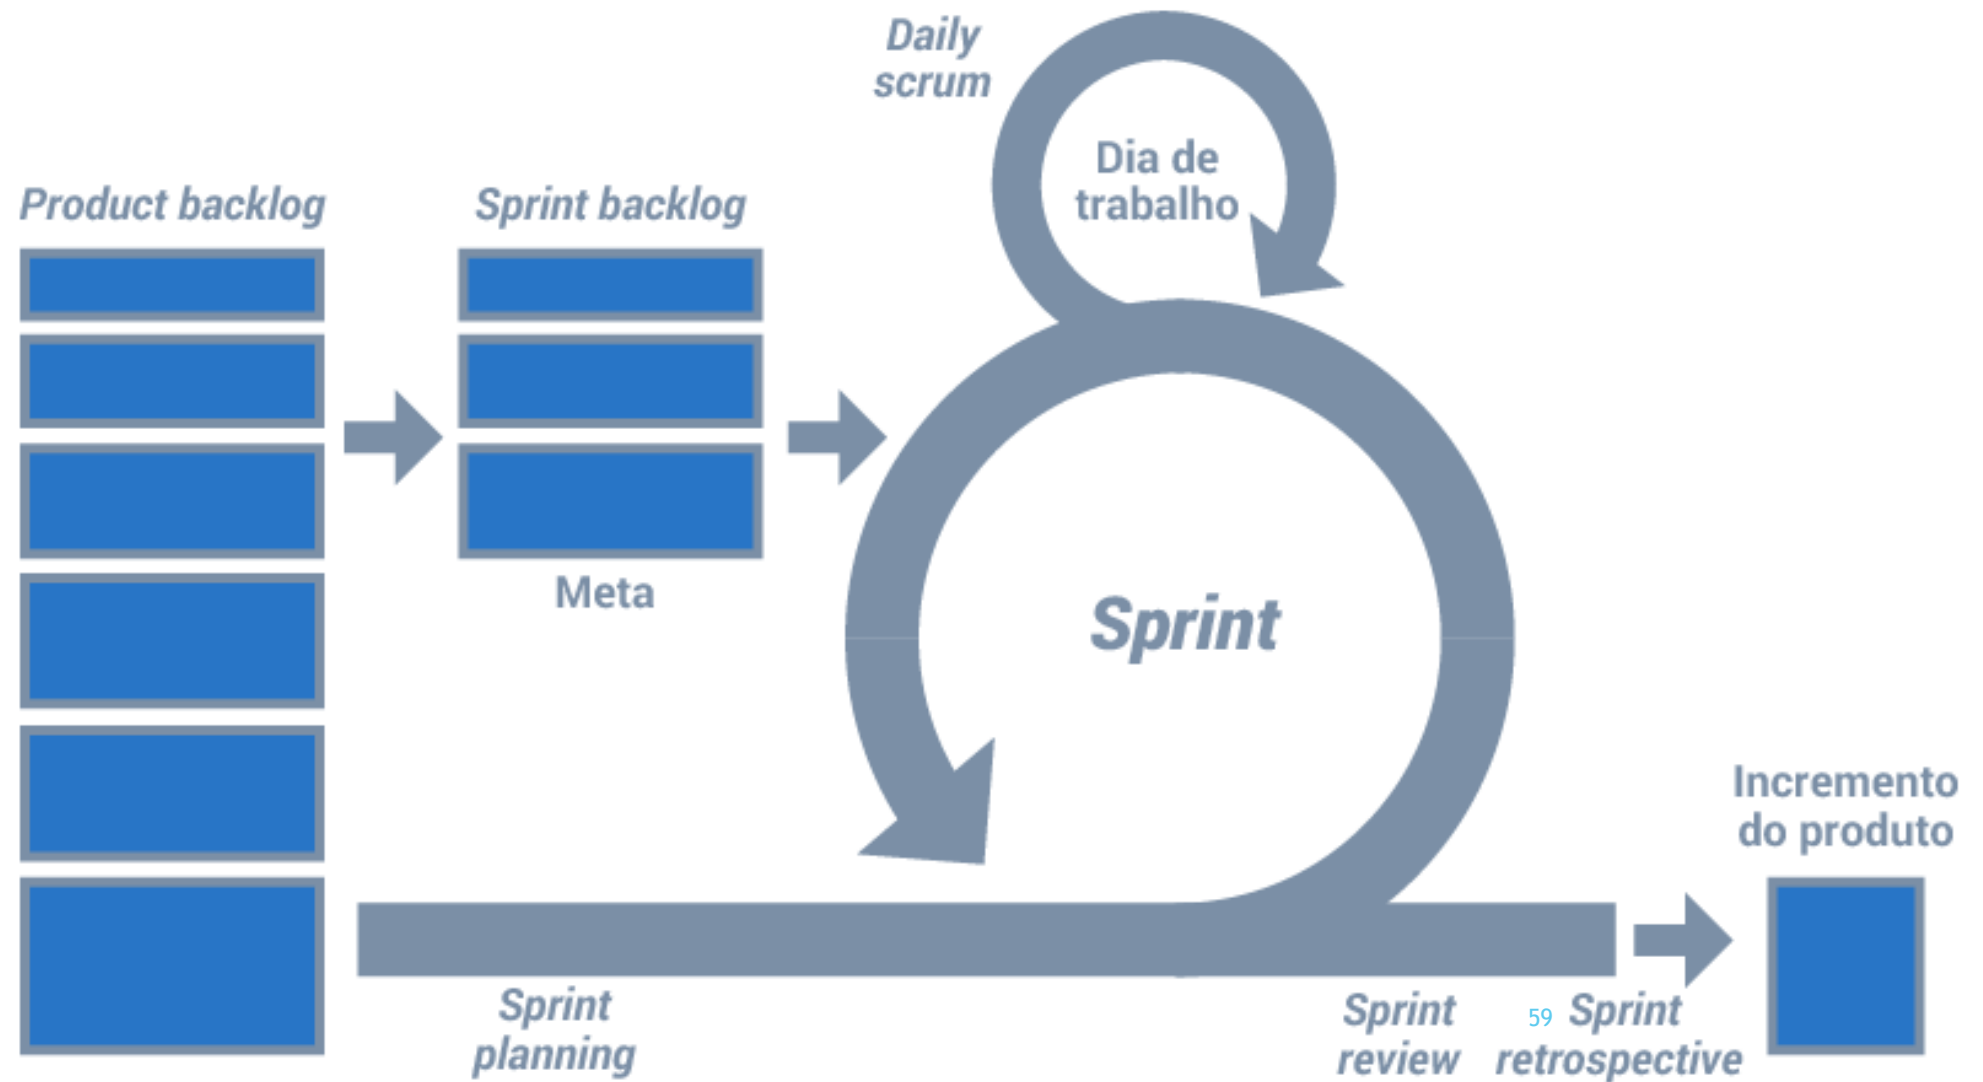 Daily
scrum
Dia de
trabalho
Product backlog
Sprint backlog
Meta
Sprint
Incremento
do produto
Sprint
planning
Sprint
review
59
Sprint
retrospective